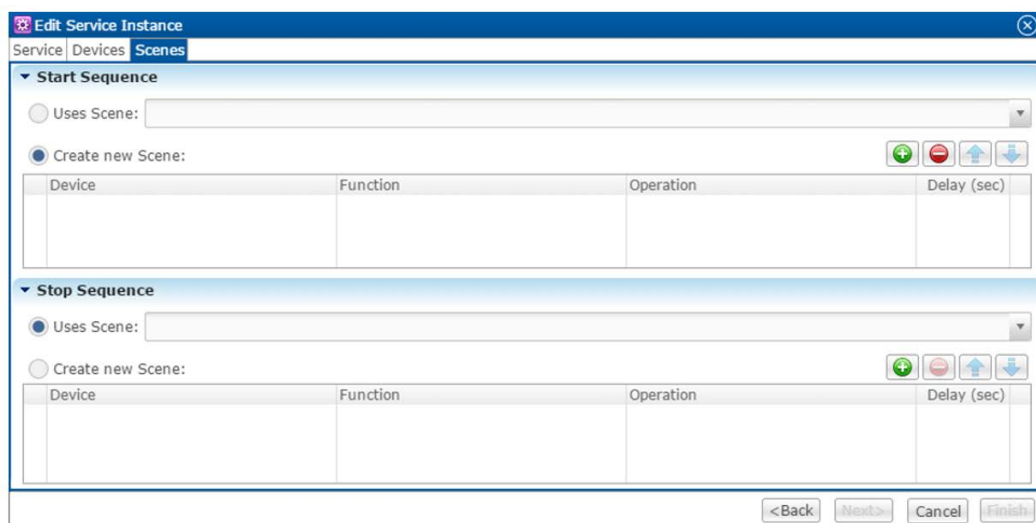 Edit Service Instance
Service Devices Scenes
Start Sequence
Uses Scene:
Create new Scene:
Device Function Operation Delay (sec)
Stop Sequence
Uses Scene:
Create new Scene:
Device Function Operation Delay (sec)
<Back Next> Cancel Finish